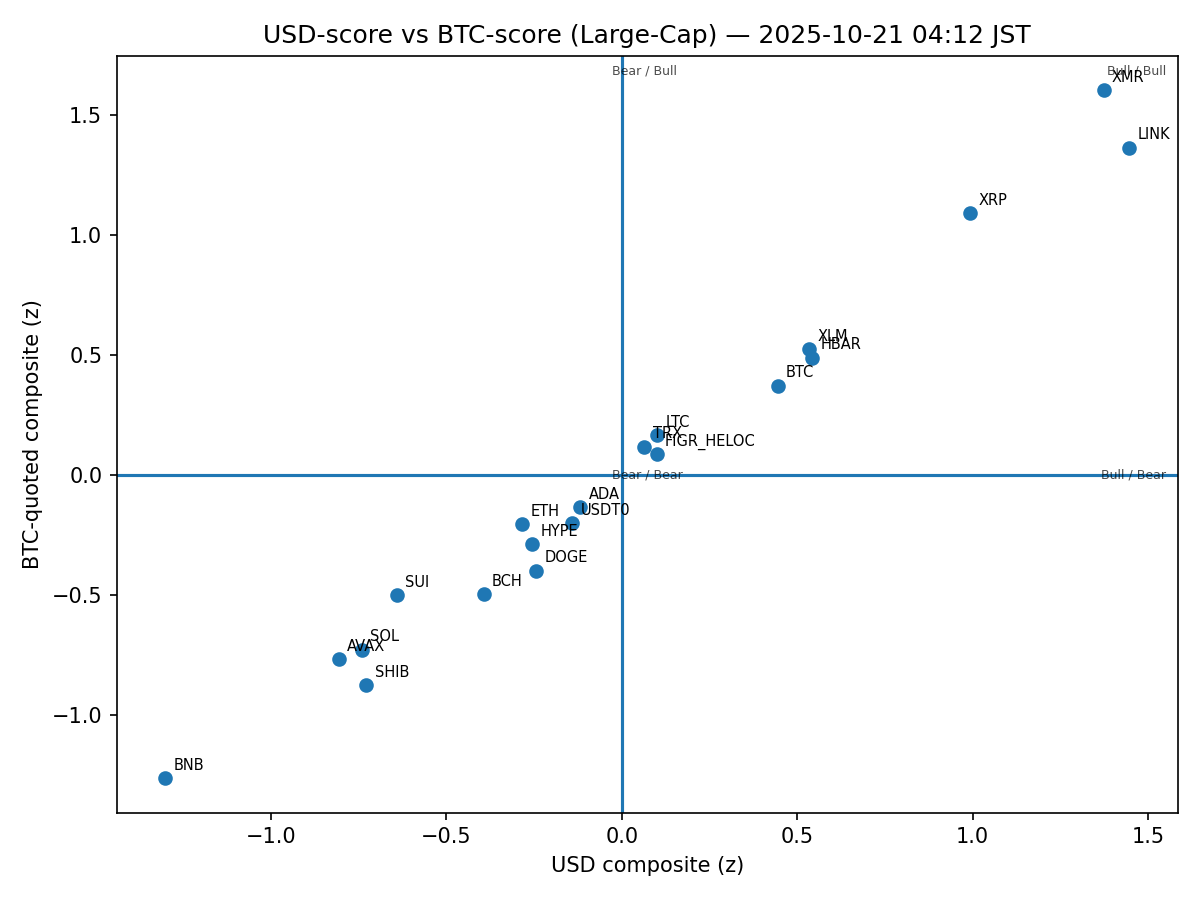 USD-score vs BTC-score (Large-Cap) — 2025-10-21 04:12 JST
Bear / Bull
Bull / Bull
XMR
LINK
XRP
XLM
HBAR
BTC
LTC
TRX
FIGR_HELOC
Bear / Bear
Bull / Bear
ADA
USDT0
ETH
HYPE
DOGE
SUI
BCH
SOL
AVAX
SHIB
BNB
1.5
1.0
0.5
0.0
−0.5
−1.0
BTC-quoted composite (z)
−1.0
−0.5
0.0
0.5
1.0
1.5
USD composite (z)